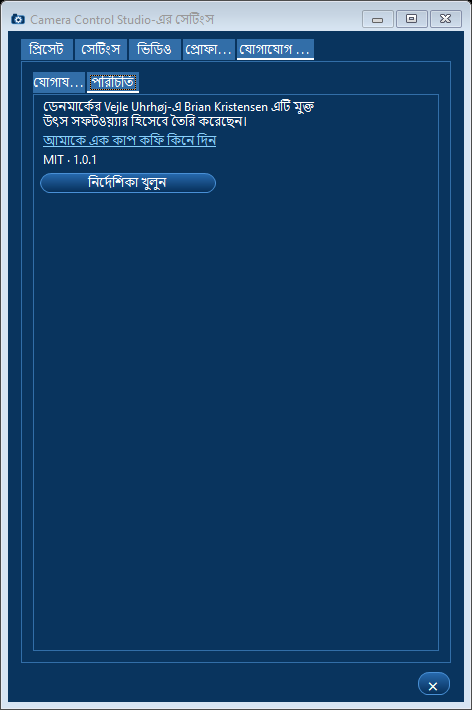 Camera Control Studio-এর সেটিংস
প্রিসেট সেটিংস ভিডিও প্রোফা... যোগাযোগ ...
যোগায... পরিচিতি
ডেনমার্কের Vejle Uhrhøj-এ Brian Kristensen এটি মুক্ত
উৎস সফটওয়্যার হিসেবে তৈরি করেছেন।
আমাকে এক কাপ কফি কিনে দিন
MIT · 1.0.1
নির্দেশিকা খুলুন